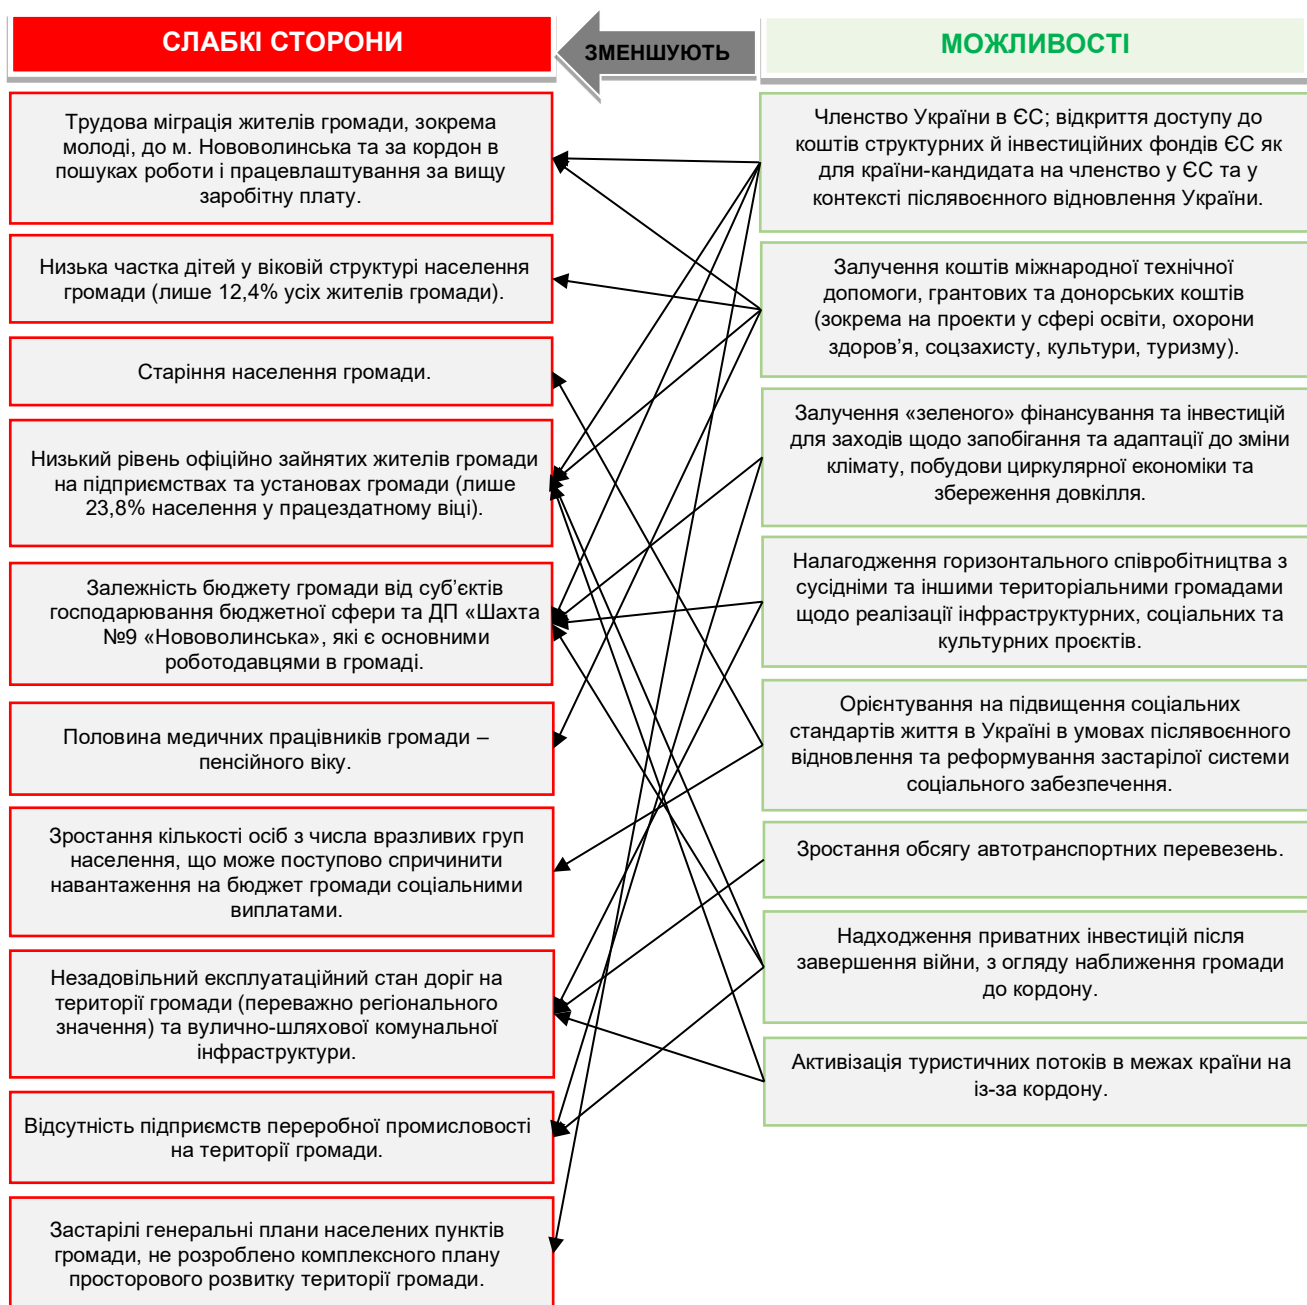 СЛАБКІ СТОРОНИ
ЗМЕНШУЮТЬ
МОЖЛИВОСТІ
Трудова міграція жителів громади, зокрема
молоді, до м. Нововолинська та за кордон в
пошуках роботи і працевлаштування за вищу
заробітну плату.
Низька частка дітей у віковій структурі населення
громади (лише 12,4% усіх жителів громади).
Старіння населення громади.
Низький рівень офіційно зайнятих жителів громади
на підприємствах та установах громади (лише
23,8% населення у працездатному віці).
Залежність бюджету громади від суб’єктів
господарювання бюджетної сфери та ДП «Шахта
№9 «Нововолинська», які є основними
роботодавцями в громаді.
Половина медичних працівників громади –
пенсійного віку.
Зростання кількості осіб з числа вразливих груп
населення, що може поступово спричинити
навантаження на бюджет громади соціальними
виплатами.
Незадовільний експлуатаційний стан доріг на
території громади (переважно регіонального
значення) та вулично-шляхової комунальної
інфраструктури.
Відсутність підприємств переробної промисловості
на території громади.
Застарілі генеральні плани населених пунктів
громади, не розроблено комплексного плану
просторового розвитку території громади.
Членство України в ЄС; відкриття доступу до
коштів структурних й інвестиційних фондів ЄС як
для країни-кандидата на членство у ЄС та у
контексті післявоєнного відновлення України.
Залучення коштів міжнародної технічної
допомоги, грантових та донорських коштів
(зокрема на проекти у сфері освіти, охорони
здоров’я, соцзахисту, культури, туризму).
Залучення «зеленого» фінансування та інвестицій
для заходів щодо запобігання та адаптації до зміни
клімату, побудови циркулярної економіки та
збереження довкілля.
Налагодження горизонтального співробітництва з
сусідніми та іншими територіальними громадами
щодо реалізації інфраструктурних, соціальних та
культурних проєктів.
Орієнтування на підвищення соціальних
стандартів життя в Україні в умовах післявоєнного
відновлення та реформування застарілої системи
соціального забезпечення.
Зростання обсягу автотранспортних перевезень.
Надходження приватних інвестицій після
завершення війни, з огляду наближення громади
до кордону.
Активізація туристичних потоків в межах країни на
із-за кордону.